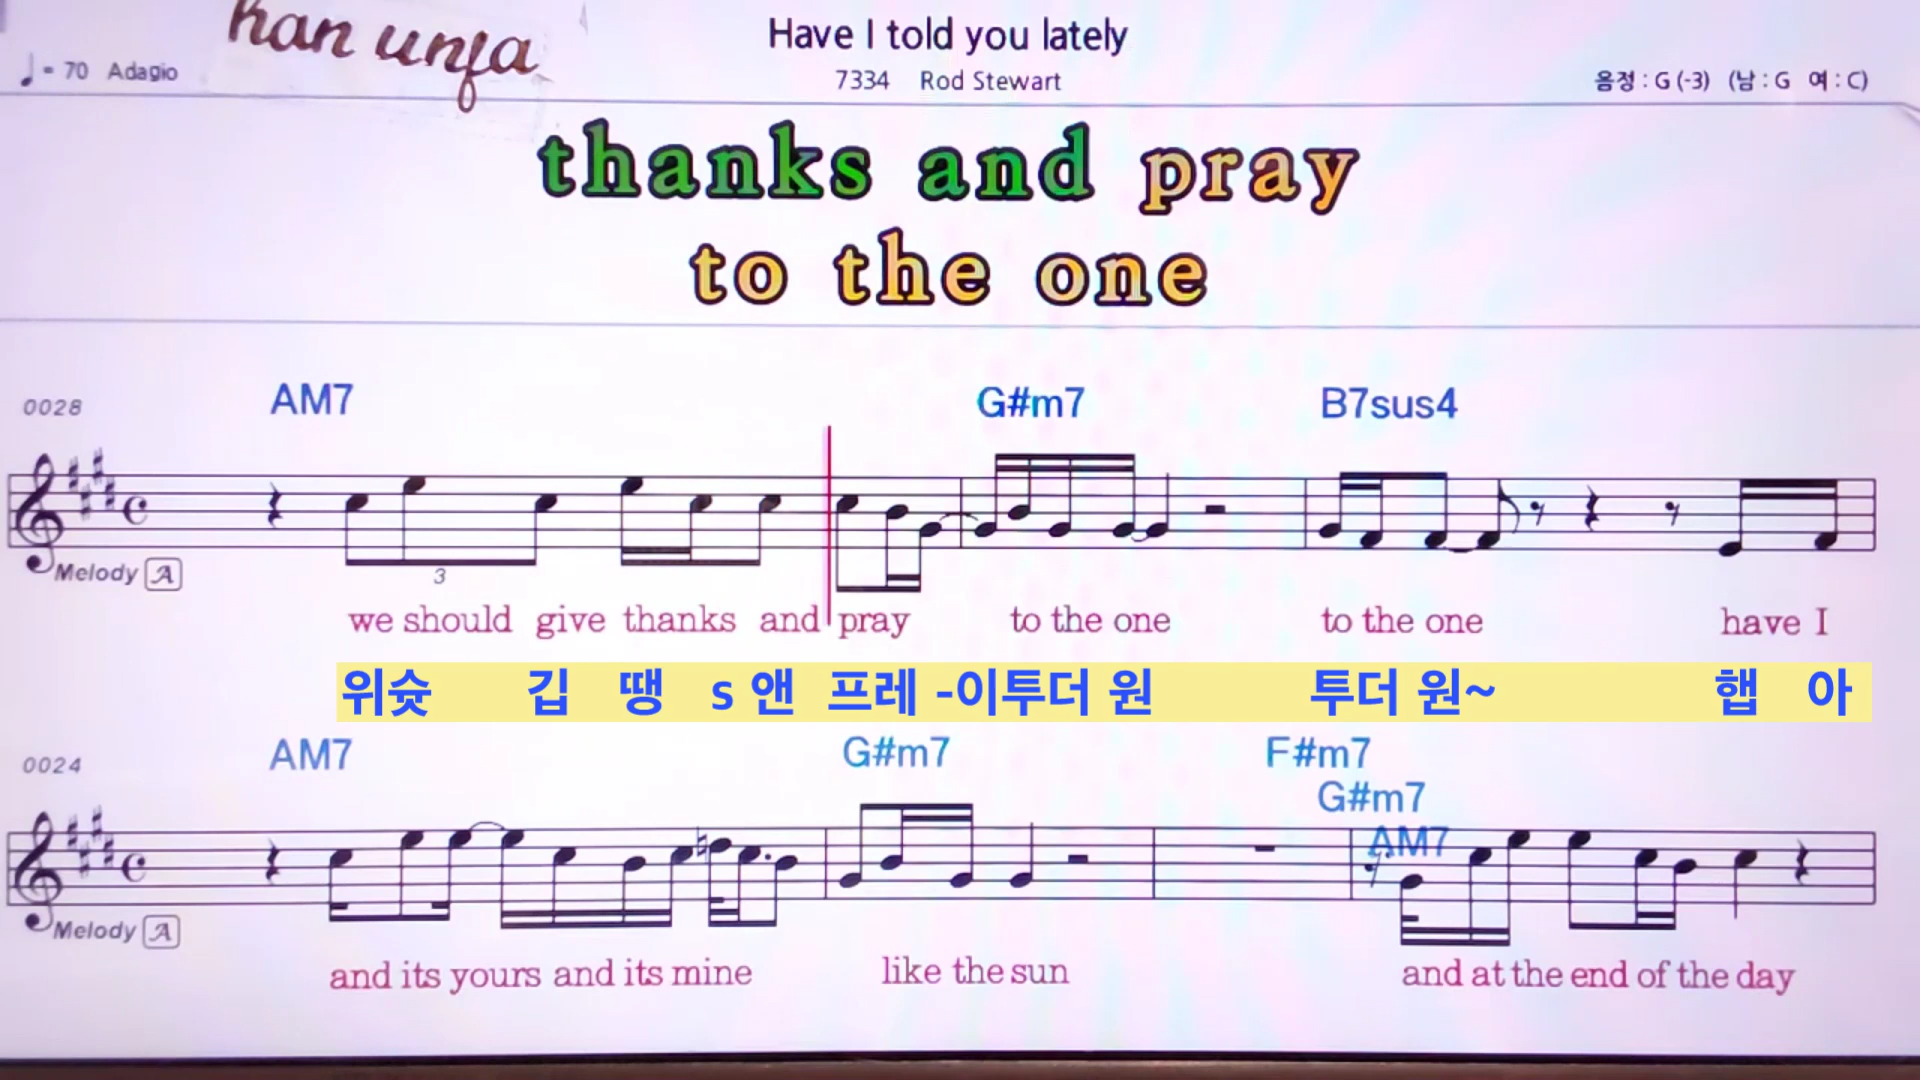 han unfa
Have I told you lately
♩= 70 Adagio
7334 Rod Stewart
음정 : G (-3) (남 : G 여 : C)
thanks and pray
to the one
0028 AM7 G#m7 B7sus4
3
Melody A
we should give thanks and pray to the one to the one have I
위슛 깁 땡 s 앤 프레 -이투더 원 투더 원~ 햅 아
0024 AM7 G#m7 F#m7
G#m7
AM7
Melody A
and its yours and its mine like the sun and at the end of the day